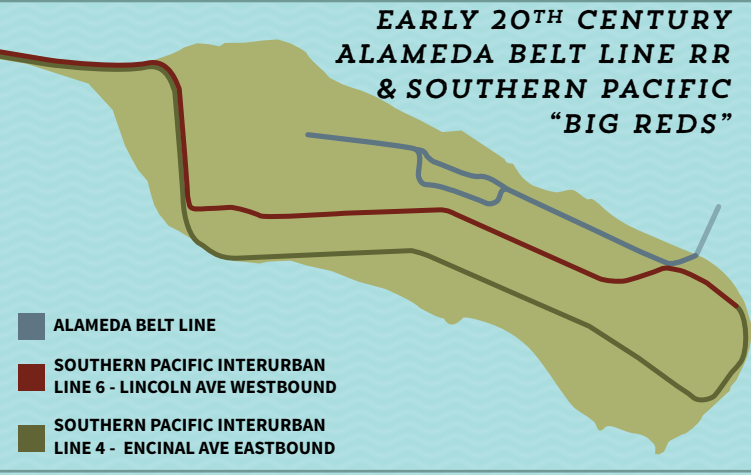 EARLY 20TH CENTURY
ALAMEDA BELT LINE RR
& SOUTHERN PACIFIC
“BIG REDS”
ALAMEDA BELT LINE
SOUTHERN PACIFIC INTERURBAN
LINE 6 - LINCOLN AVE WESTBOUND
SOUTHERN PACIFIC INTERURBAN
LINE 4 - ENCINAL AVE EASTBOUND